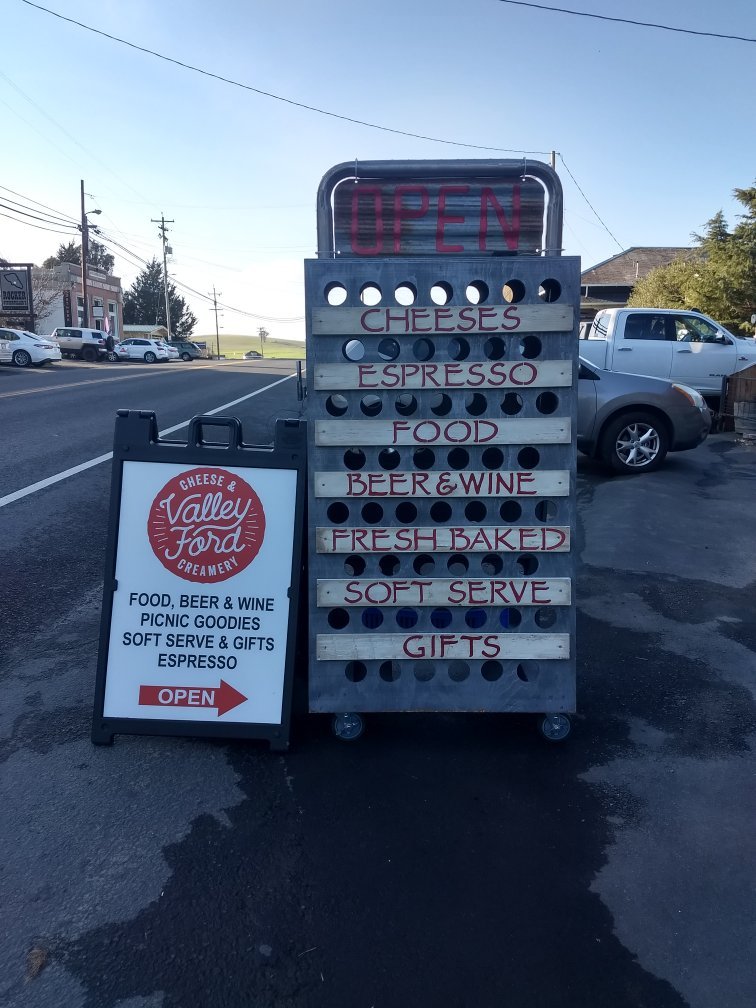 OPEN
CHEESES
ESPRESSO
FOOD
BEER & WINE
FRESH BAKED
SOFT SERVE
GIFTS
CHEESE &
Valley
Ford
CREAMERY
FOOD, BEER & WINE
PICNIC GOODIES
SOFT SERVE & GIFTS
ESPRESSO
OPEN
ROCKER